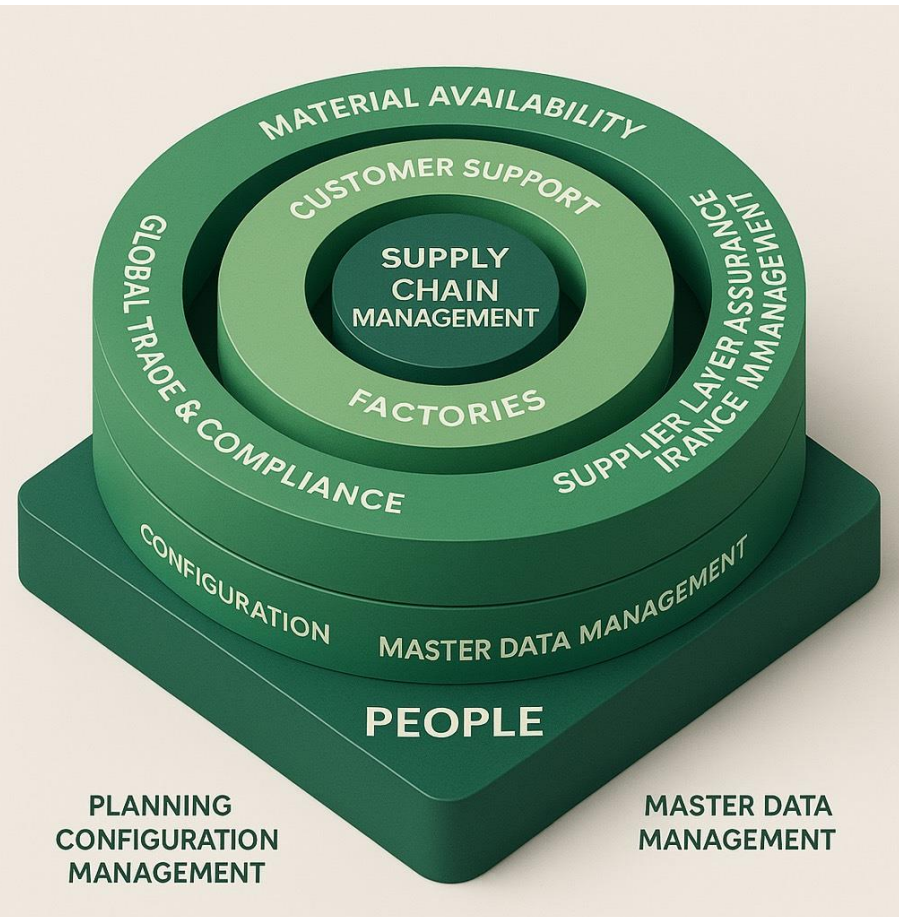 MATERIAL AVAILABILITY
CUSTOMER SUPPORT
SUPPLY
CHAIN
MANAGEMENT
FACTORIES
GLOBAL TRAOE & COMPLIANCE
SUPPLIER LAYER ASSURANCE
IRANCE MMANAGEMENT
CONFIGURATION
MASTER DATA MANAGEMENT
PEOPLE
PLANNING
CONFIGURATION
MANAGEMENT
MASTER DATA
MANAGEMENT